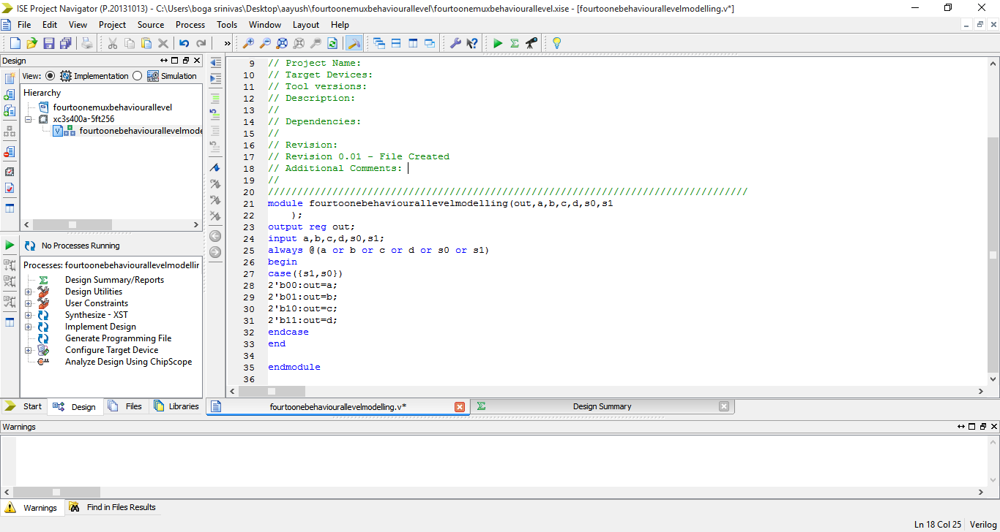 ISE Project Navigator (P.20131013) - C:\Users\boga srinivas\Desktop\aayush\fourtoonemuxbehaviourallevel\fourtoonemuxbehaviourallevel.xise - [fourtoonebehaviourallevelmodelling.v*]
File Edit View Project Source Process Tools Window Layout Help
»
Design
View: Implementation Simulation
Hierarchy
fourtoonemuxbehaviourallevel
xc3s400a-5ft256
V fourtoonebehaviourallevelmode
No Processes Running
Processes: fourtoonebehaviourallevelmodellir
Design Summary/Reports
Design Utilities
User Constraints
Synthesize - XST
Implement Design
Generate Programming File
Configure Target Device
Analyze Design Using ChipScope
Start Design Files Libraries
9 // Project Name:
10 // Target Devices:
11 // Tool versions:
12 // Description:
13 //
14 // Dependencies:
15 //
16 // Revision:
17 // Revision 0.01 - File Created
18 // Additional Comments:
19 //
20 //////////////////////////////////////////////////////////////////////////////////
21 module fourtoonebehaviourallevelmodelling(out,a,b,c,d,s0,s1
22     );
23 output reg out;
24 input a,b,c,d,s0,s1;
25 always @(a or b or c or d or s0 or s1)
26 begin
27 case({s1,s0})
28 2'b00:out=a;
29 2'b01:out=b;
30 2'b10:out=c;
31 2'b11:out=d;
32 endcase
33 end
34
35 endmodule
36
fourtoonebehaviourallevelmodelling.v* Design Summary
Warnings
Warnings Find in Files Results
Ln 18 Col 25 Verilog